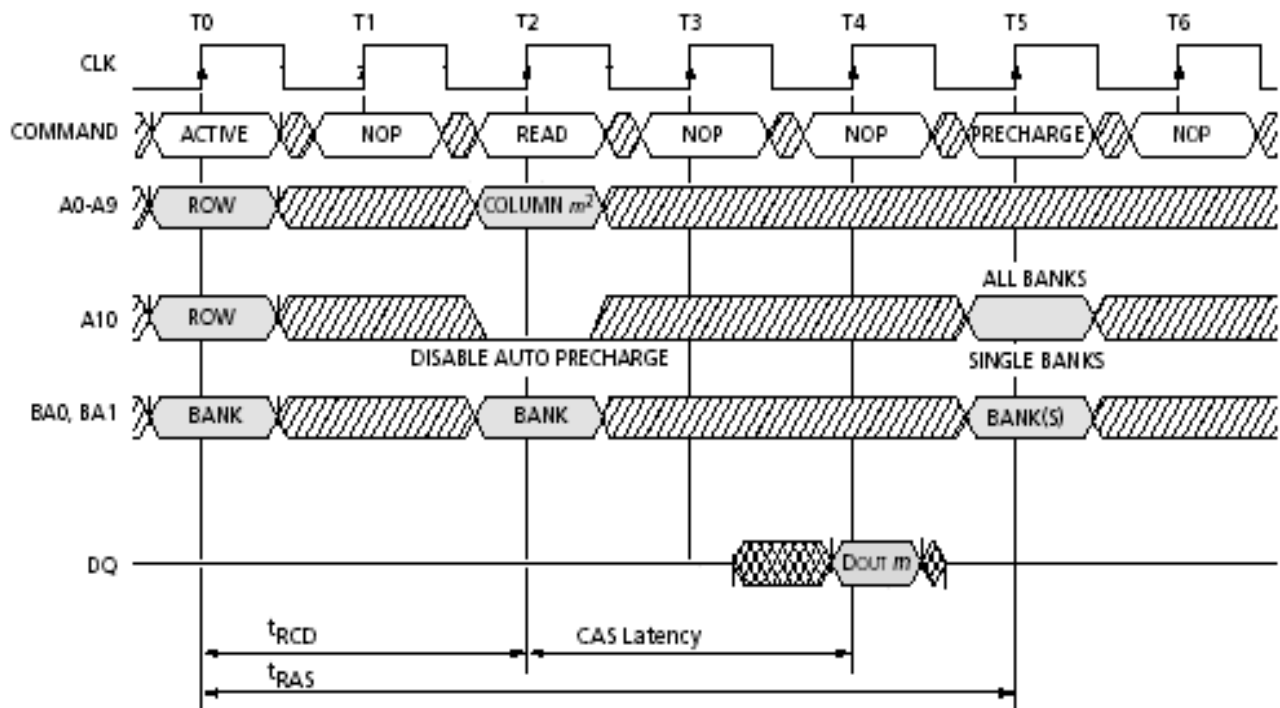 T0 T1 T2 T3 T4 T5 T6
CLK
COMMAND ACTIVE NOP READ NOP NOP PRECHARGE NOP
A0-A9 ROW COLUMN m²
ALL BANKS
A10 ROW
DISABLE AUTO PRECHARGE SINGLE BANKS
BA0, BA1 BANK BANK BANK(S)
DQ DOUT m
tRCD CAS Latency
tRAS